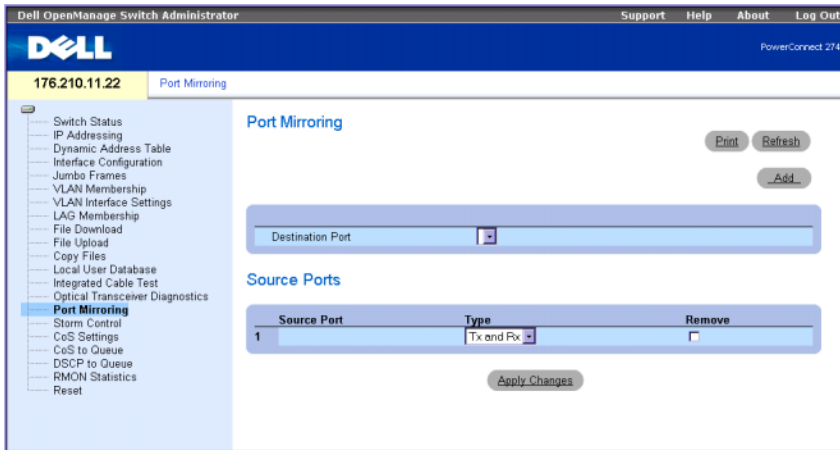 Dell OpenManage Switch Administrator
Support Help About Log Out
DELL
PowerConnect 274
176.210.11.22
Port Mirroring
Switch Status
IP Addressing
Dynamic Address Table
Interface Configuration
Jumbo Frames
VLAN Membership
VLAN Interface Settings
LAG Membership
File Download
File Upload
Copy Files
Local User Database
Integrated Cable Test
Optical Transceiver Diagnostics
Port Mirroring
Storm Control
CoS Settings
CoS to Queue
DSCP to Queue
RMON Statistics
Reset
Port Mirroring
Print Refresh
Add
Destination Port
Source Ports
Source Port Type Remove
1 Tx and Rx
Apply Changes